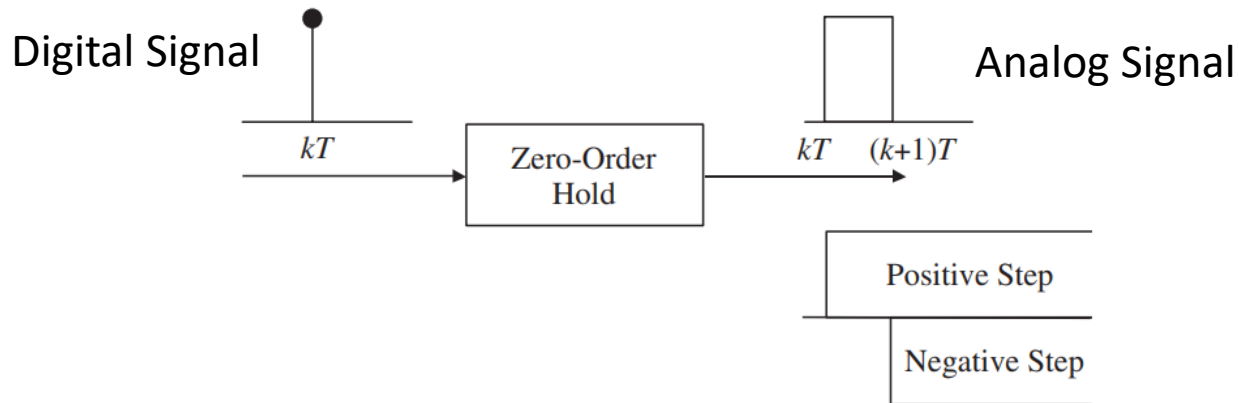 Digital Signal
Analog Signal
kT
Zero-Order
Hold
kT (k+1)T
Positive Step
Negative Step